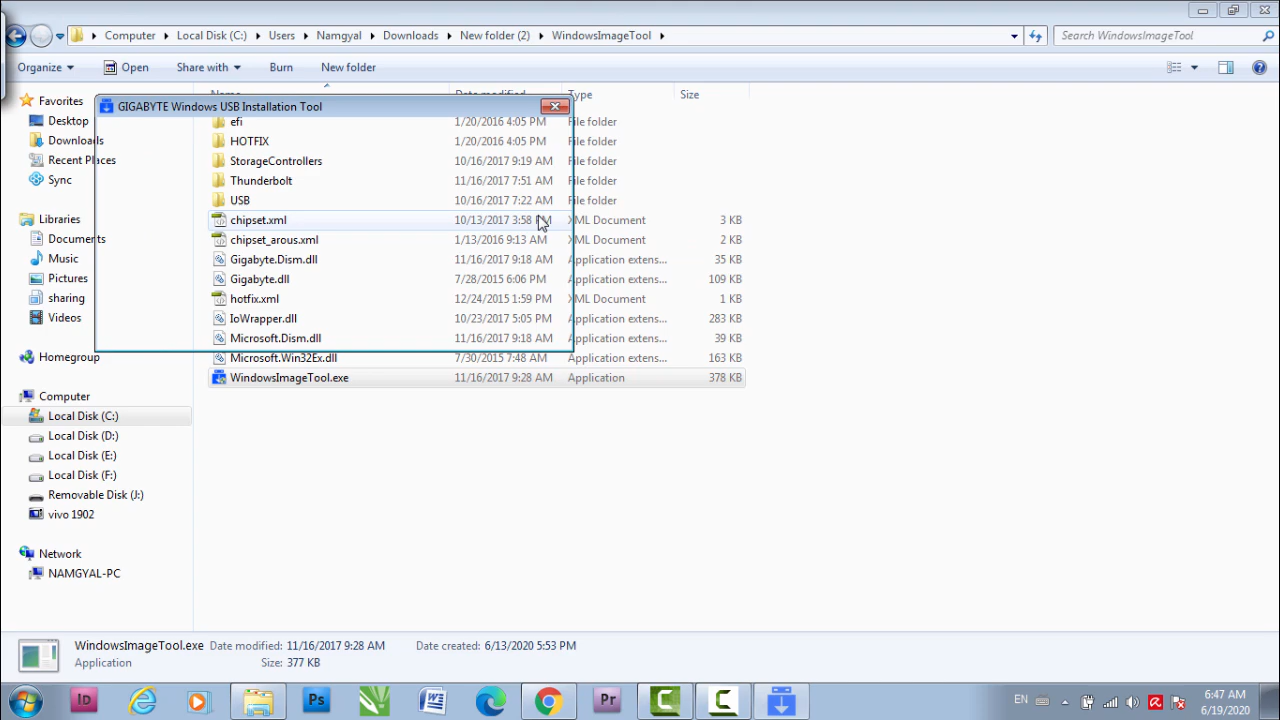 Computer Local Disk (C:) Users Namgyal Downloads New folder (2) WindowsImageTool Search WindowsImageTool
Organize Open Share with Burn New folder
Name Date modified Type Size
GIGABYTE Windows USB Installation Tool
Favorites
Desktop
Downloads
Recent Places
Sync
Libraries
Documents
Music
Pictures
sharing
Videos
Homegroup
Computer
Local Disk (C:)
Local Disk (D:)
Local Disk (E:)
Local Disk (F:)
Removable Disk (J:)
vivo 1902
Network
NAMGYAL-PC
efi 1/20/2016 4:05 PM File folder
HOTFIX 1/20/2016 4:05 PM File folder
StorageControllers 10/16/2017 9:19 AM File folder
Thunderbolt 11/16/2017 7:51 AM File folder
USB 10/16/2017 7:22 AM File folder
chipset.xml 10/13/2017 3:58 PM XML Document 3 KB
chipset_arous.xml 1/13/2016 9:13 AM XML Document 2 KB
Gigabyte.Dism.dll 11/16/2017 9:18 AM Application extens... 35 KB
Gigabyte.dll 7/28/2015 6:06 PM Application extens... 109 KB
hotfix.xml 12/24/2015 1:59 PM XML Document 1 KB
IoWrapper.dll 10/23/2017 5:05 PM Application extens... 283 KB
Microsoft.Dism.dll 11/16/2017 9:18 AM Application extens... 39 KB
Microsoft.Win32Ex.dll 7/30/2015 7:48 AM Application extens... 163 KB
WindowsImageTool.exe 11/16/2017 9:28 AM Application 378 KB
WindowsImageTool.exe Date modified: 11/16/2017 9:28 AM Date created: 6/13/2020 5:53 PM
Application Size: 377 KB
Id Ps Pr EN 6:47 AM
6/19/2020